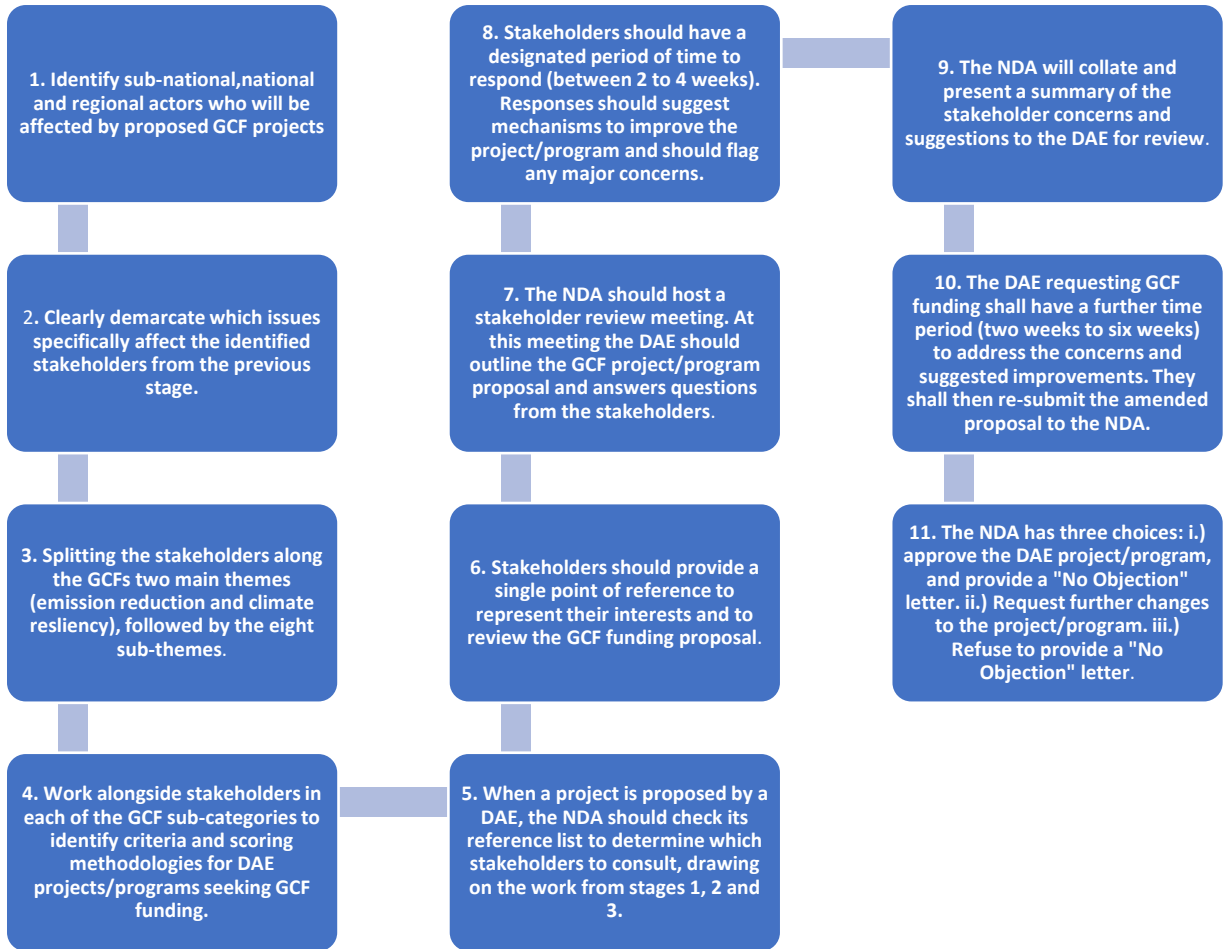 1. Identify sub-national,national
and regional actors who will be
affected by proposed GCF projects
2. Clearly demarcate which issues
specifically affect the identified
stakeholders from the previous
stage.
3. Splitting the stakeholders along
the GCFs two main themes
(emission reduction and climate
resliency), followed by the eight
sub-themes.
4. Work alongside stakeholders in
each of the GCF sub-categories to
identify criteria and scoring
methodologies for DAE
projects/programs seeking GCF
funding.
5. When a project is proposed by a
DAE, the NDA should check its
reference list to determine which
stakeholders to consult, drawing
on the work from stages 1, 2 and
3.
6. Stakeholders should provide a
single point of reference to
represent their interests and to
review the GCF funding proposal.
7. The NDA should host a
stakeholder review meeting. At
this meeting the DAE should
outline the GCF project/program
proposal and answers questions
from the stakeholders.
8. Stakeholders should have a
designated period of time to
respond (between 2 to 4 weeks).
Responses should suggest
mechanisms to improve the
project/program and should flag
any major concerns.
9. The NDA will collate and
present a summary of the
stakeholder concerns and
suggestions to the DAE for review.
10. The DAE requesting GCF
funding shall have a further time
period (two weeks to six weeks)
to address the concerns and
suggested improvements. They
shall then re-submit the amended
proposal to the NDA.
11. The NDA has three choices: i.)
approve the DAE project/program,
and provide a "No Objection"
letter. ii.) Request further changes
to the project/program. iii.)
Refuse to provide a "No
Objection" letter.